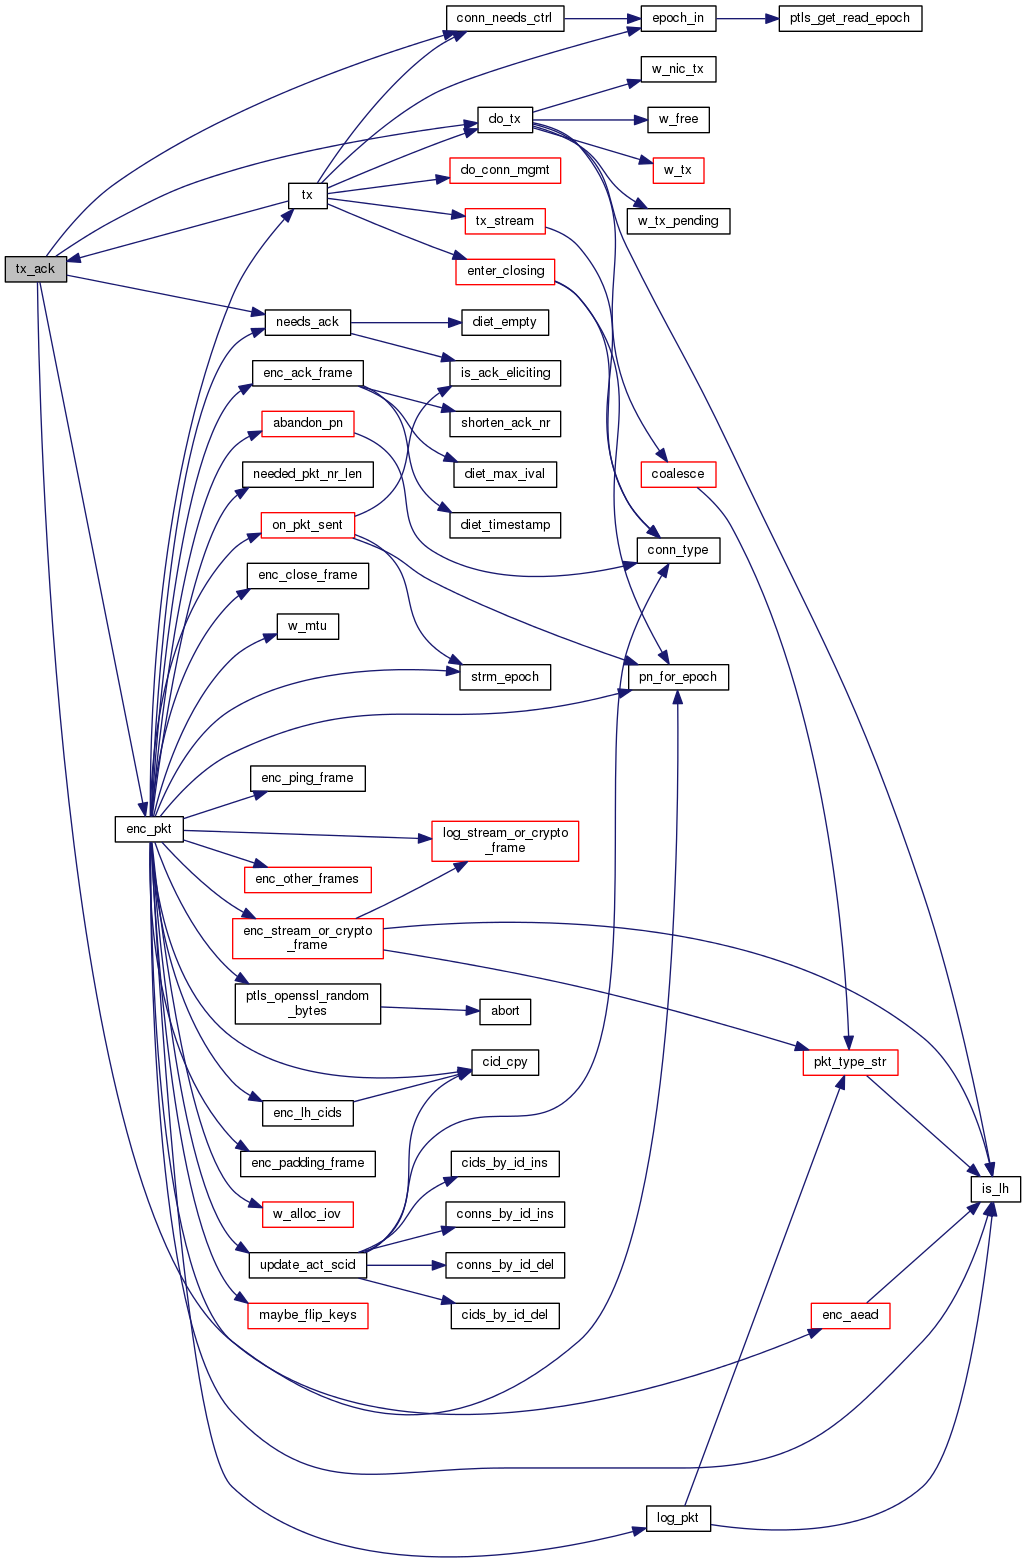 conn_needs_ctrl
epoch_in
ptls_get_read_epoch
w_nic_tx
do_tx
w_free
do_conn_mgmt
w_tx
tx
tx_stream
w_tx_pending
tx_ack
enter_closing
needs_ack
diet_empty
enc_ack_frame
is_ack_eliciting
abandon_pn
shorten_ack_nr
needed_pkt_nr_len
diet_max_ival
coalesce
on_pkt_sent
diet_timestamp
conn_type
enc_close_frame
w_mtu
strm_epoch
pn_for_epoch
enc_ping_frame
enc_pkt
log_stream_or_crypto
_frame
enc_other_frames
enc_stream_or_crypto
_frame
ptls_openssl_random
_bytes
abort
cid_cpy
pkt_type_str
enc_lh_cids
enc_padding_frame
cids_by_id_ins
is_lh
w_alloc_iov
conns_by_id_ins
update_act_scid
conns_by_id_del
maybe_flip_keys
cids_by_id_del
enc_aead
log_pkt